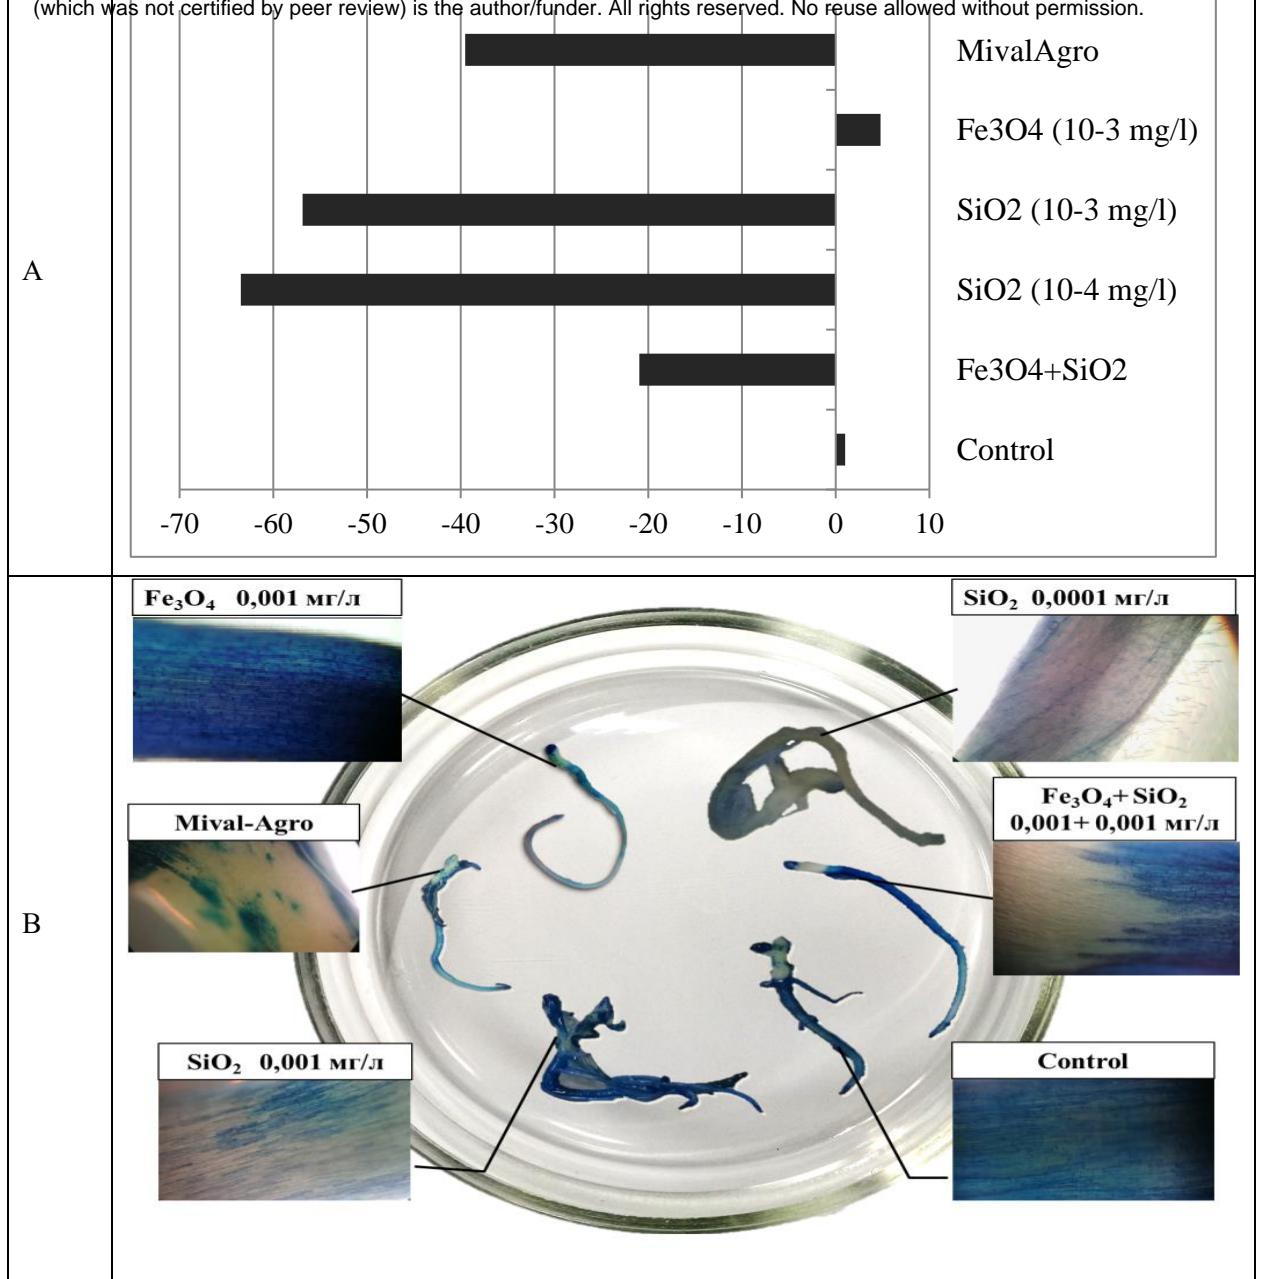 (which was not certified by peer review) is the author/funder. All rights reserved. No reuse allowed without permission.
A
MivalAgro
Fe3O4 (10-3 mg/l)
SiO2 (10-3 mg/l)
SiO2 (10-4 mg/l)
Fe3O4+SiO2
Control
-70 -60 -50 -40 -30 -20 -10 0 10
B
Fe₃O₄ 0,001 мг/л
SiO₂ 0,0001 мг/л
Mival-Agro
Fe₃O₄+SiO₂
0,001+ 0,001 мг/л
SiO₂ 0,001 мг/л
Control